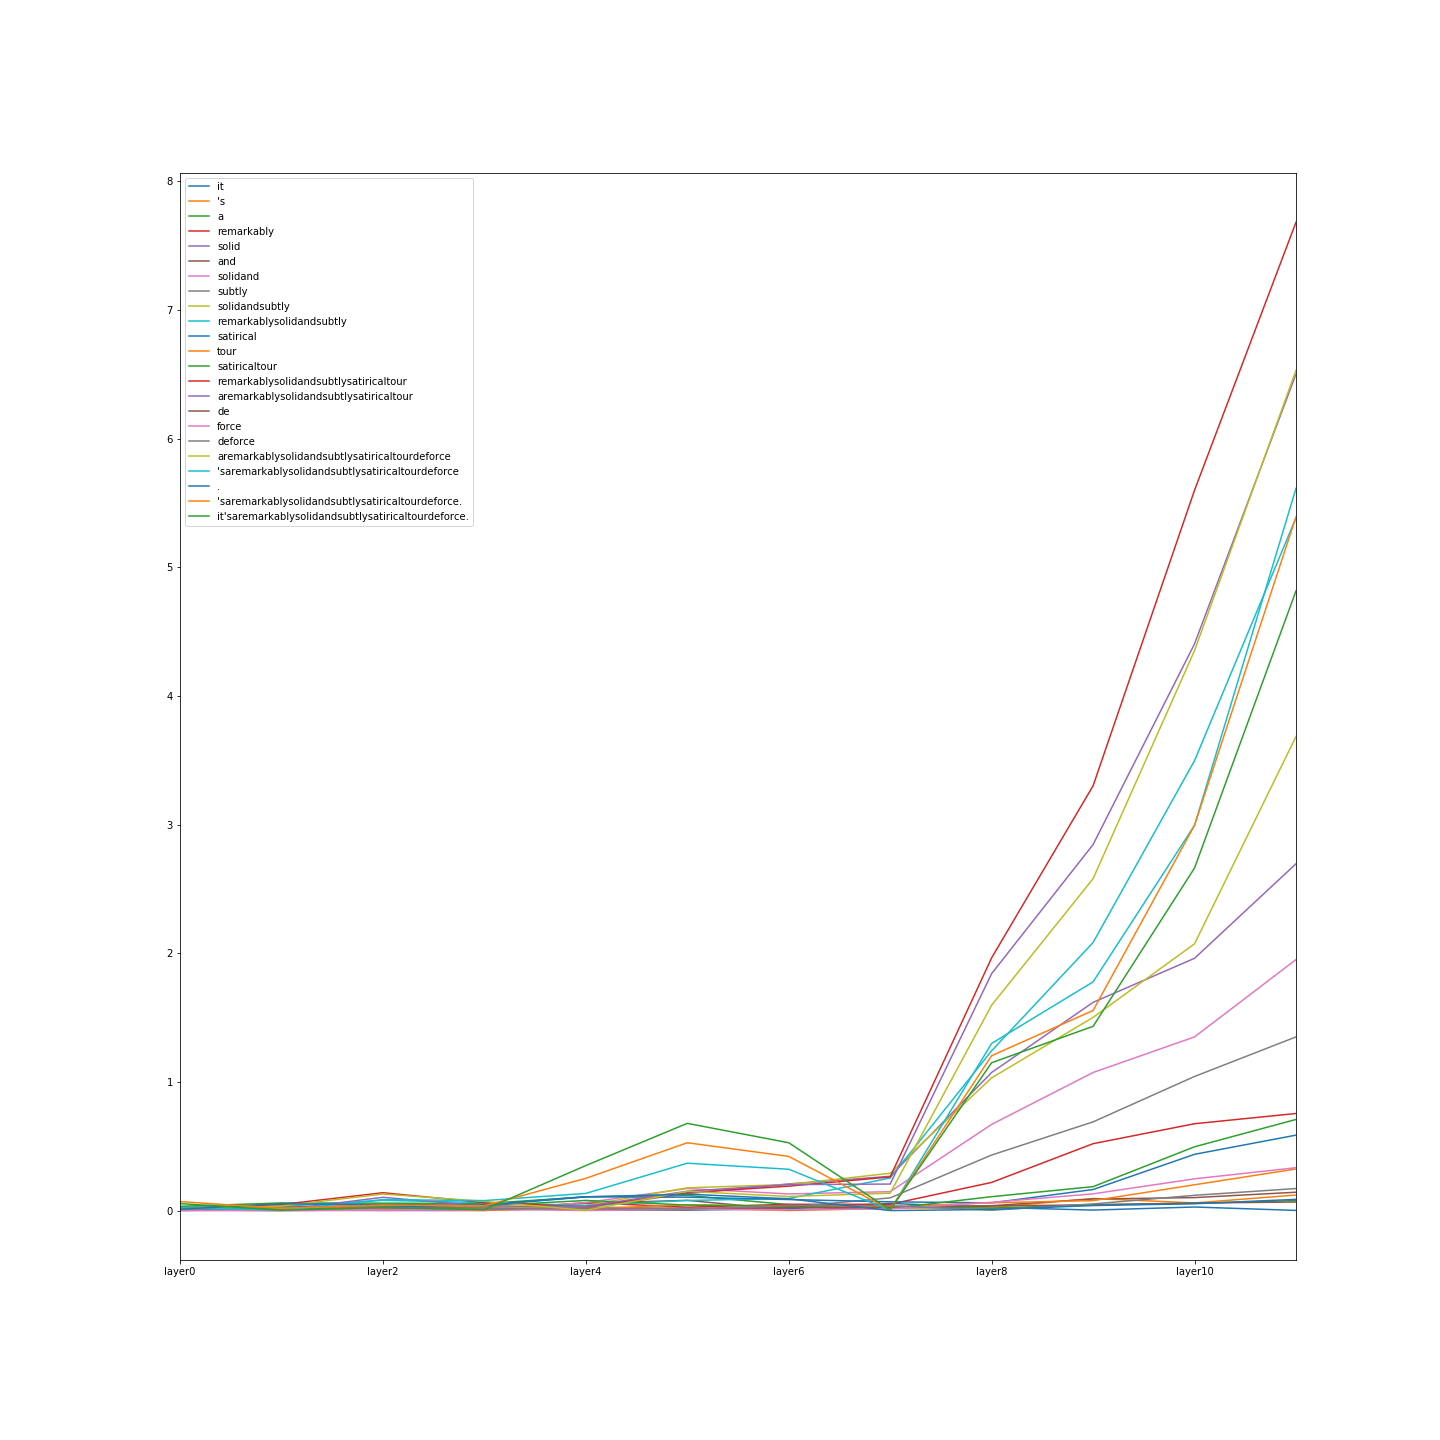 8
7
6
5
4
3
2
1
0
it
's
a
remarkably
solid
and
solidand
subtly
solidandsubtly
remarkablysolidandsubtly
satirical
tour
satiricaltour
remarkablysolidandsubtlysatiricaltour
aremarkablysolidandsubtlysatiricaltour
de
force
deforce
aremarkablysolidandsubtlysatiricaltourdeforce
'saremarkablysolidandsubtlysatiricaltourdeforce
.
'saremarkablysolidandsubtlysatiricaltourdeforce.
it'saremarkablysolidandsubtlysatiricaltourdeforce.
layer0 layer2 layer4 layer6 layer8 layer10